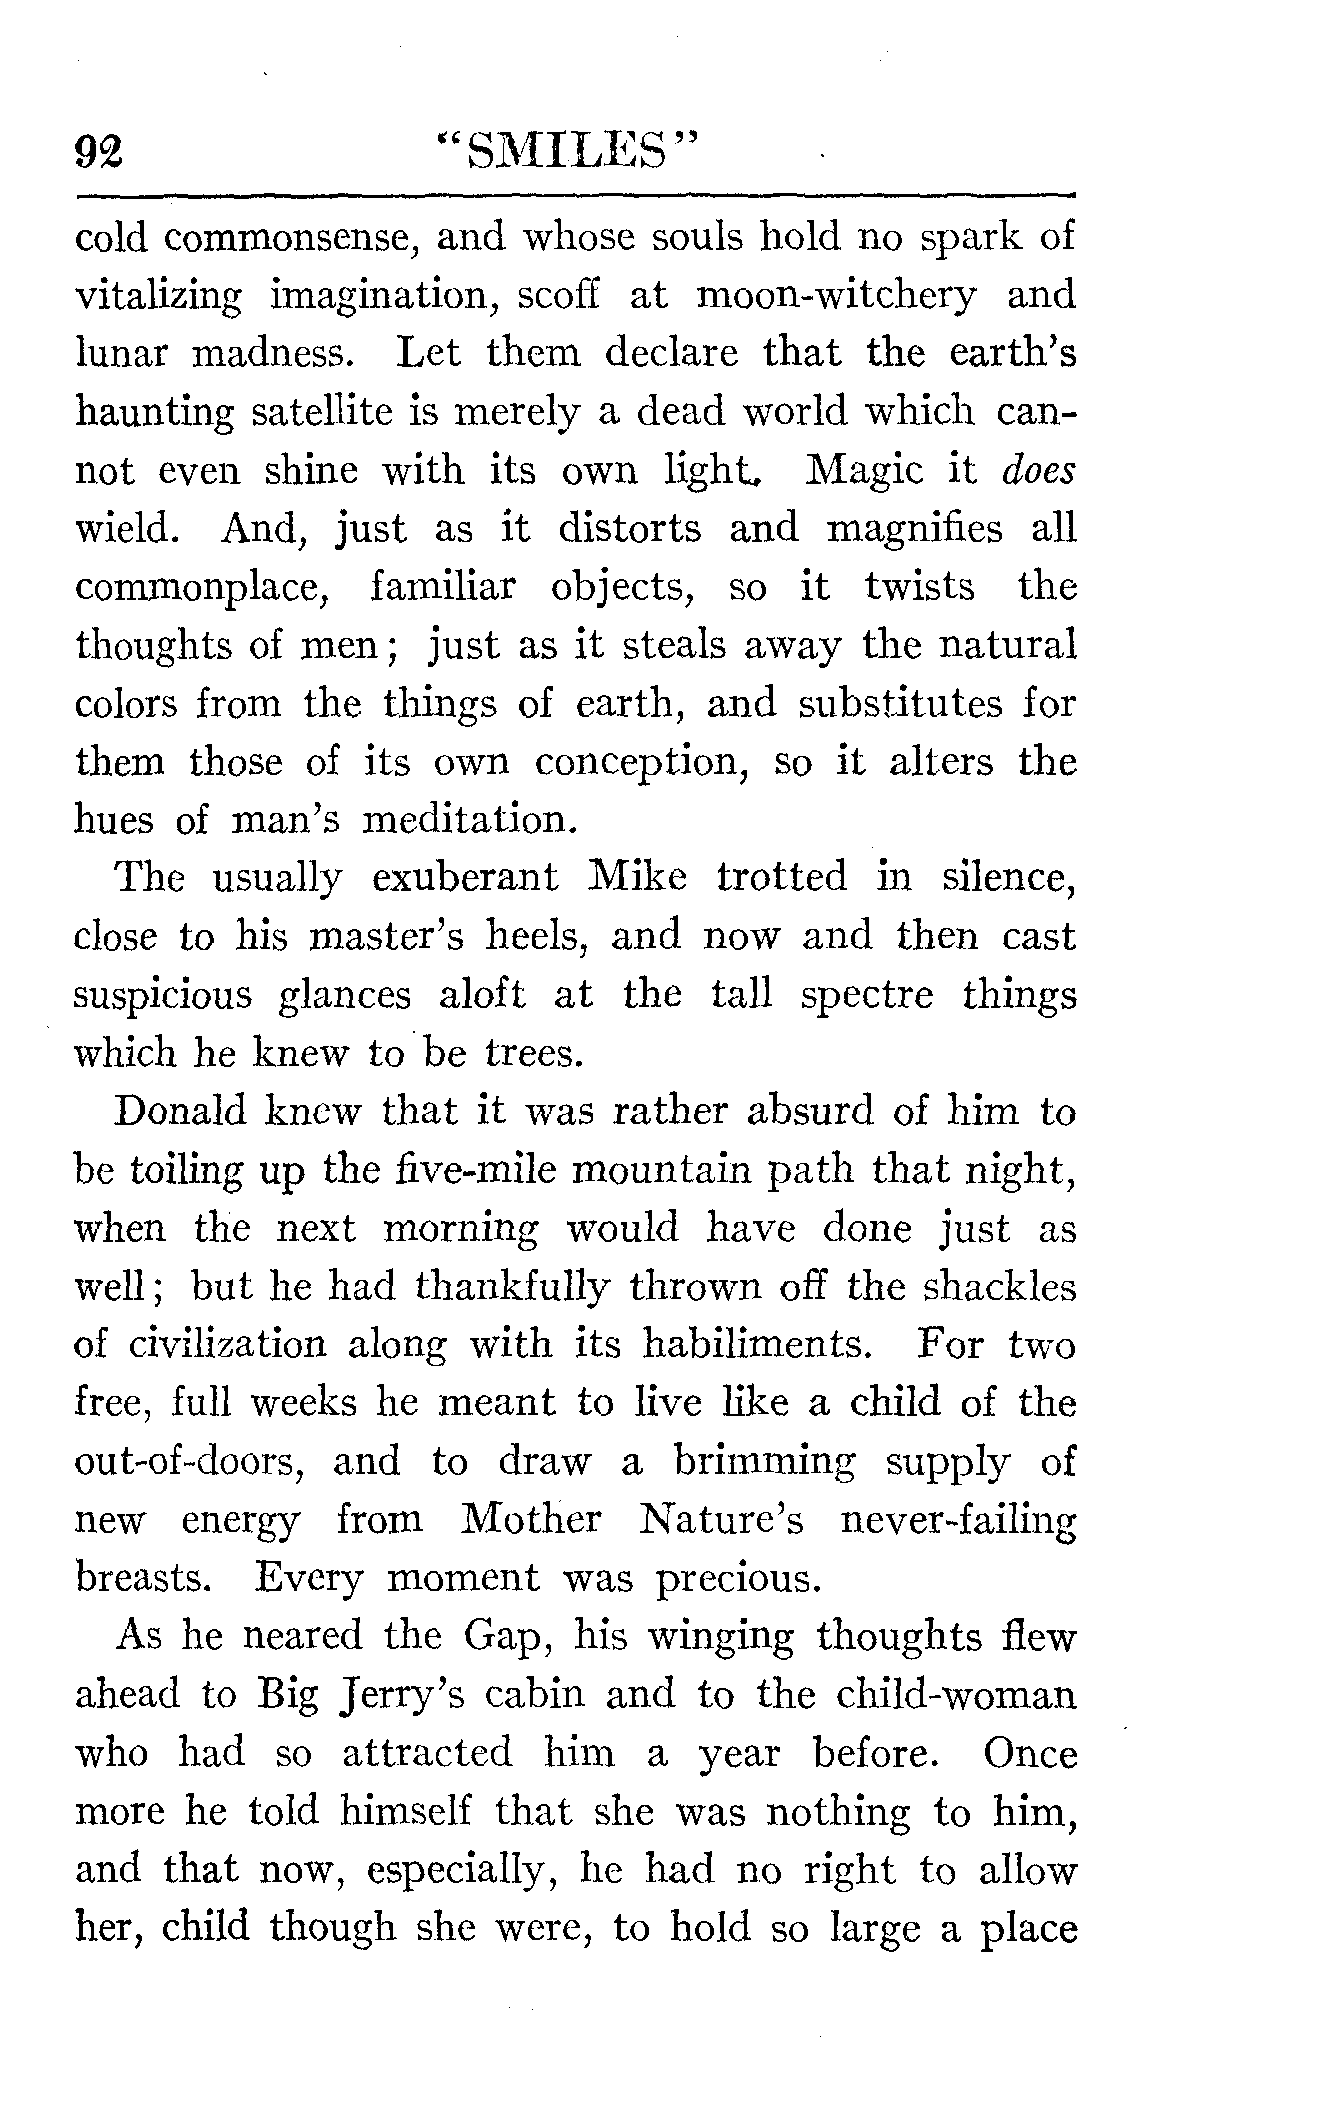 92 "SMILES"
cold commonsense, and whose souls hold no spark of
vitalizing imagination, scoff at moon-witchery and
lunar madness. Let them declare that the earth's
haunting satellite is merely a dead world which can-
not even shine with its own light. Magic it does
wield. And, just as it distorts and magnifies all
commonplace, familiar objects, so it twists the
thoughts of men; just as it steals away the natural
colors from the things of earth, and substitutes for
them those of its own conception, so it alters the
hues of man's meditation.
The usually exuberant Mike trotted in silence,
close to his master's heels, and now and then cast
suspicious glances aloft at the tall spectre things
which he knew to be trees.
Donald knew that it was rather absurd of him to
be toiling up the five-mile mountain path that night,
when the next morning would have done just as
well; but he had thankfully thrown off the shackles
of civilization along with its habiliments. For two
free, full weeks he meant to live like a child of the
out-of-doors, and to draw a brimming supply of
new energy from Mother Nature's never-failing
breasts. Every moment was precious.
As he neared the Gap, his winging thoughts flew
ahead to Big Jerry's cabin and to the child-woman
who had so attracted him a year before. Once
more he told himself that she was nothing to him,
and that now, especially, he had no right to allow
her, child though she were, to hold so large a place